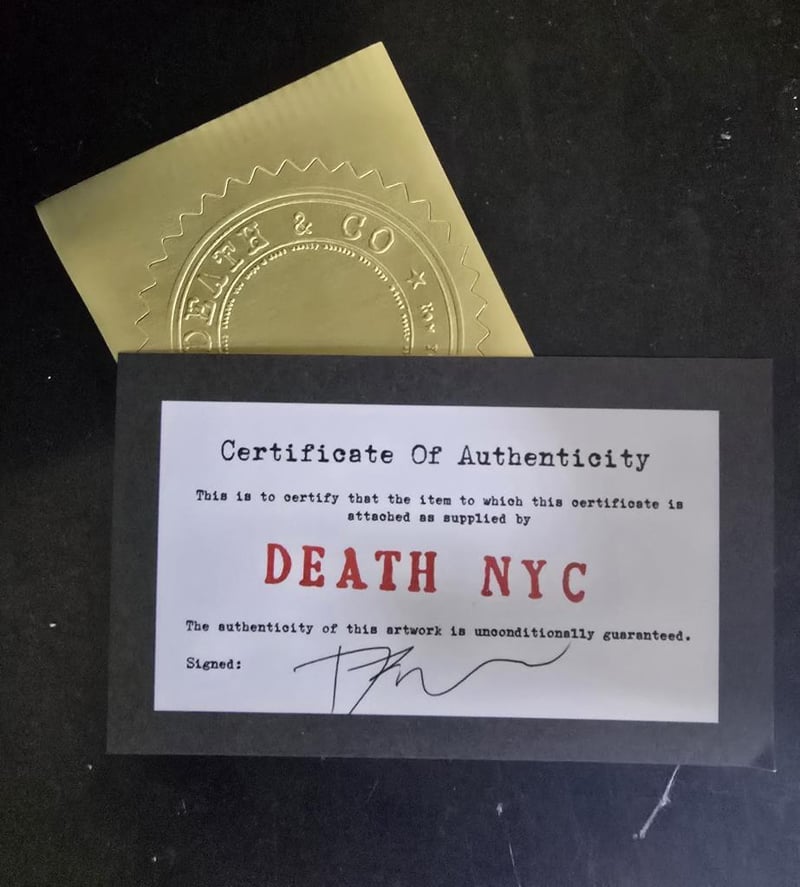 DEATH & CO
Certificate Of Authenticity
This is to certify that the item to which this certificate is
attached as supplied by
DEATH NYC
The authenticity of this artwork is unconditionally guaranteed.
Signed: